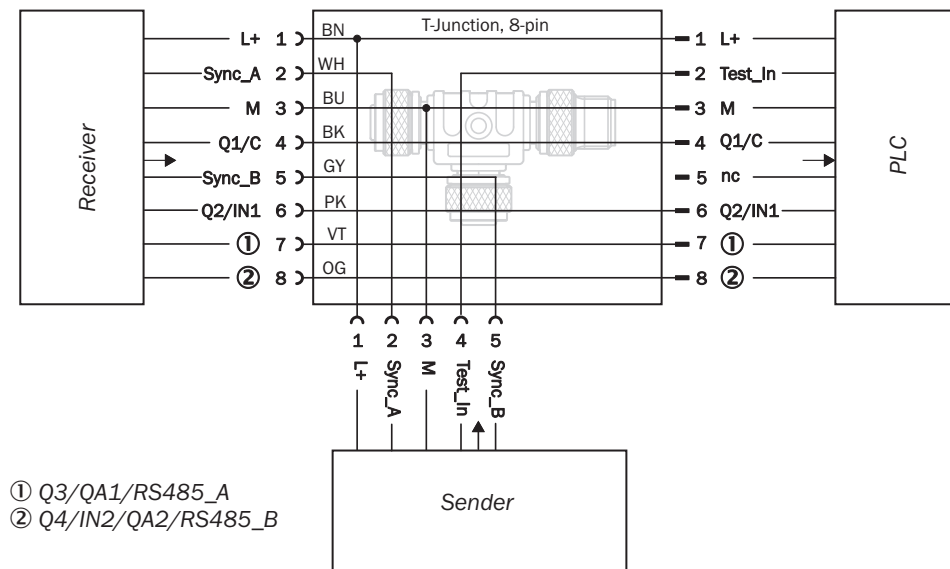 T-Junction, 8-pin
Receiver
PLC
L+ 1 BN 1 L+
Sync_A 2 WH 2 Test_In
M 3 BU 3 M
Q1/C 4 BK 4 Q1/C
Sync_B 5 GY 5 nc
Q2/IN1 6 PK 6 Q2/IN1
① 7 VT 7 ①
② 8 OG 8 ②
1 2 3 4 5
L+ Sync_A M Test_In Sync_B
Sender
① Q3/QA1/RS485_A
② Q4/IN2/QA2/RS485_B